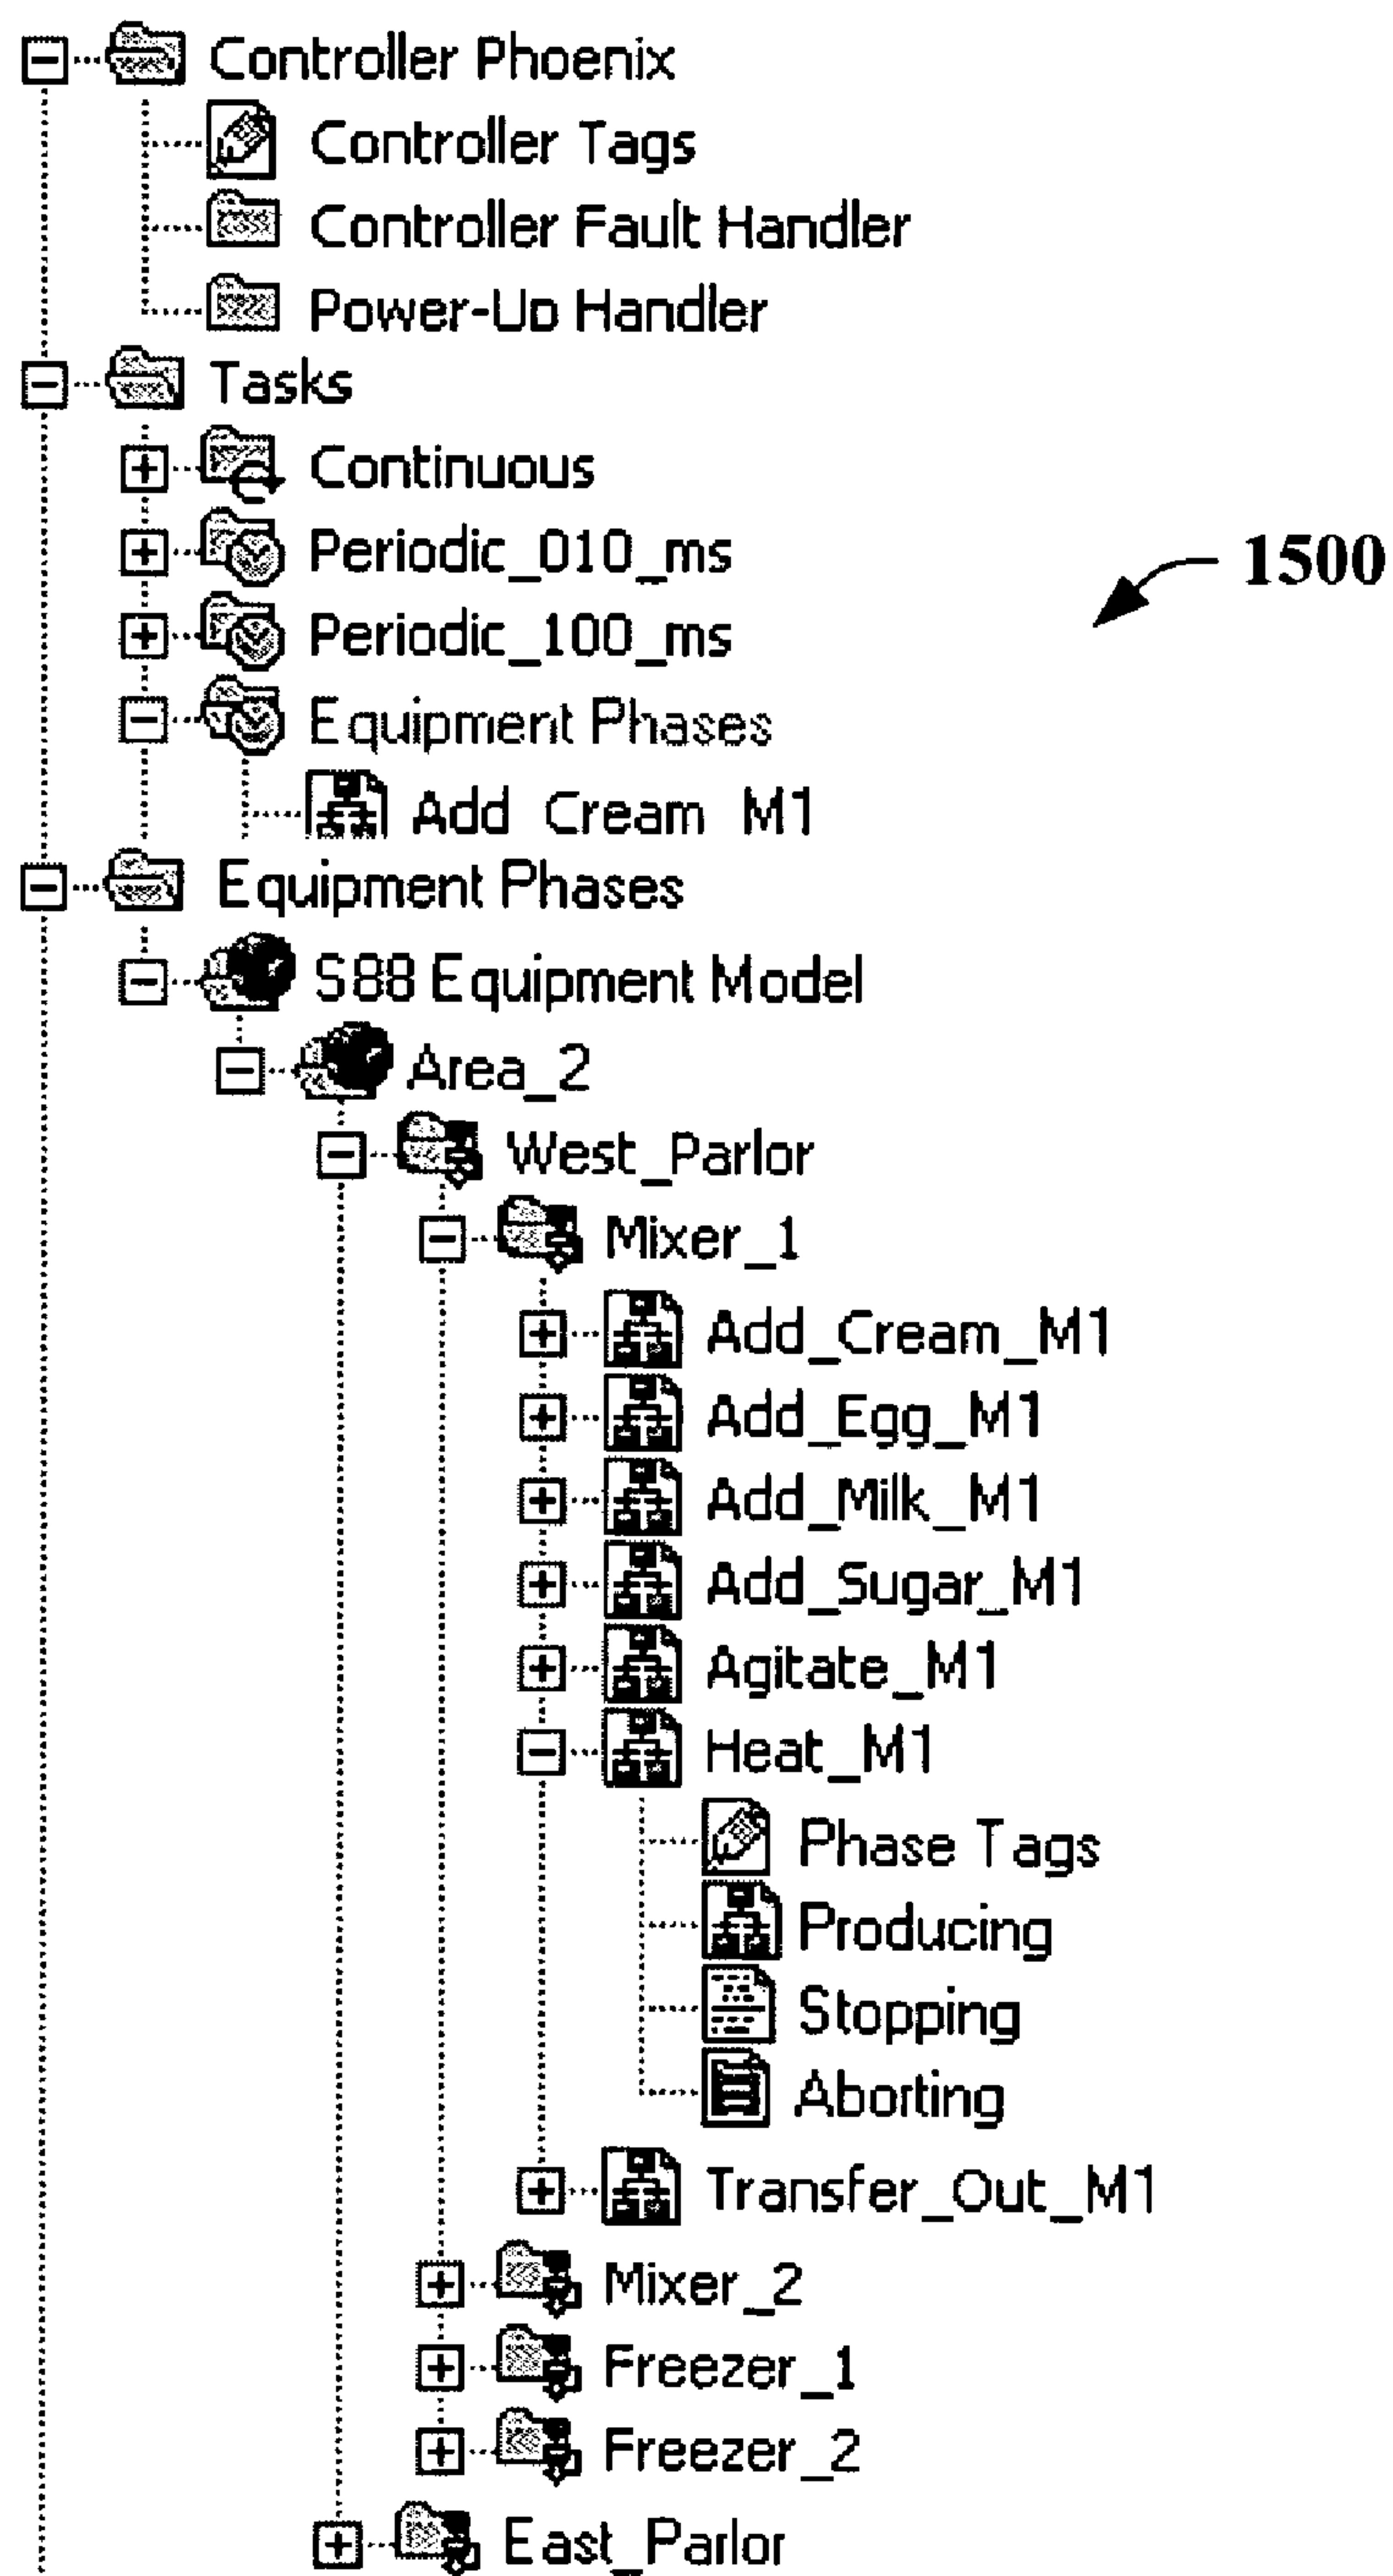 Controller Phoenix
Controller Tags
Controller Fault Handler
Power-Up Handler
Tasks
Continuous
Periodic_010_ms
1500
Periodic_100_ms
Equipment Phases
Add Cream M1
Equipment Phases
S88 Equipment Model
Area_2
West_Parlor
Mixer_1
Add_Cream_M1
Add_Egg_M1
Add_Milk_M1
Add_Sugar_M1
Agitate_M1
Heat_M1
Phase Tags
Producing
Stopping
Aborting
Transfer_Out_M1
Mixer_2
Freezer_1
Freezer_2
East_Parlor